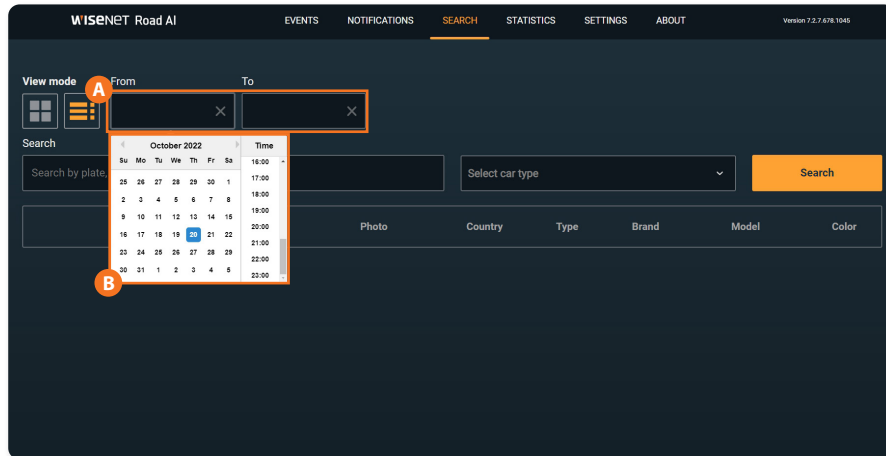 WISENET Road AI EVENTS NOTIFICATIONS SEARCH STATISTICS SETTINGS ABOUT Version 7.2.7.678.1045
View mode From To
A
Search
Search by plate,
Select car type
Search
October 2022 Time
Su Mo Tu We Th Fr Sa
25 26 27 28 29 30 1
2 3 4 5 6 7 8
9 10 11 12 13 14 15
16 17 18 19 20 21 22
23 24 25 26 27 28 29
30 31 1 2 3 4 5
16:00
17:00
18:00
19:00
20:00
21:00
22:00
23:00
B
Photo Country Type Brand Model Color